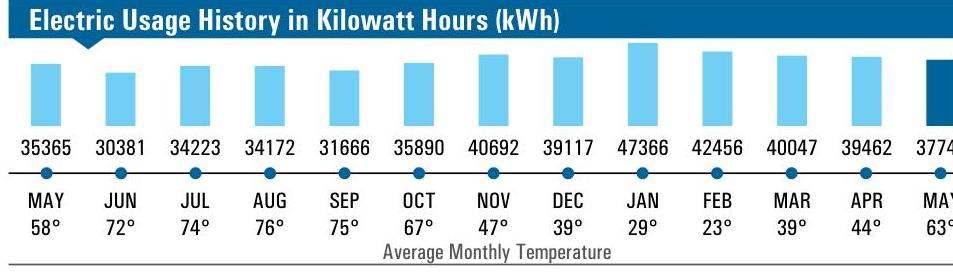 Electric Usage History in Kilowatt Hours (kWh)
35365 30381 34223 34172 31666 35890 40692 39117 47366 42456 40047 39462
MAY JUN JUL AUG SEP OCT NOV DEC JAN FEB MAR APR MAY
58° 72° 74° 76° 75° 67° 47° 39° 29° 23° 39° 44° 63°
Average Monthly Temperature